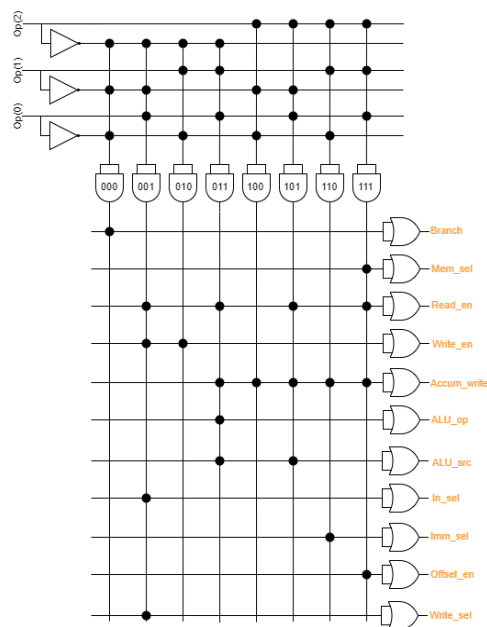 Op(2)
Op(1)
Op(0)
000 001 010 011 100 101 110 111
Branch
Mem_sel
Read_en
Write_en
Accum_write
ALU_op
ALU_src
In_sel
Imm_sel
Offset_en
Write_sel